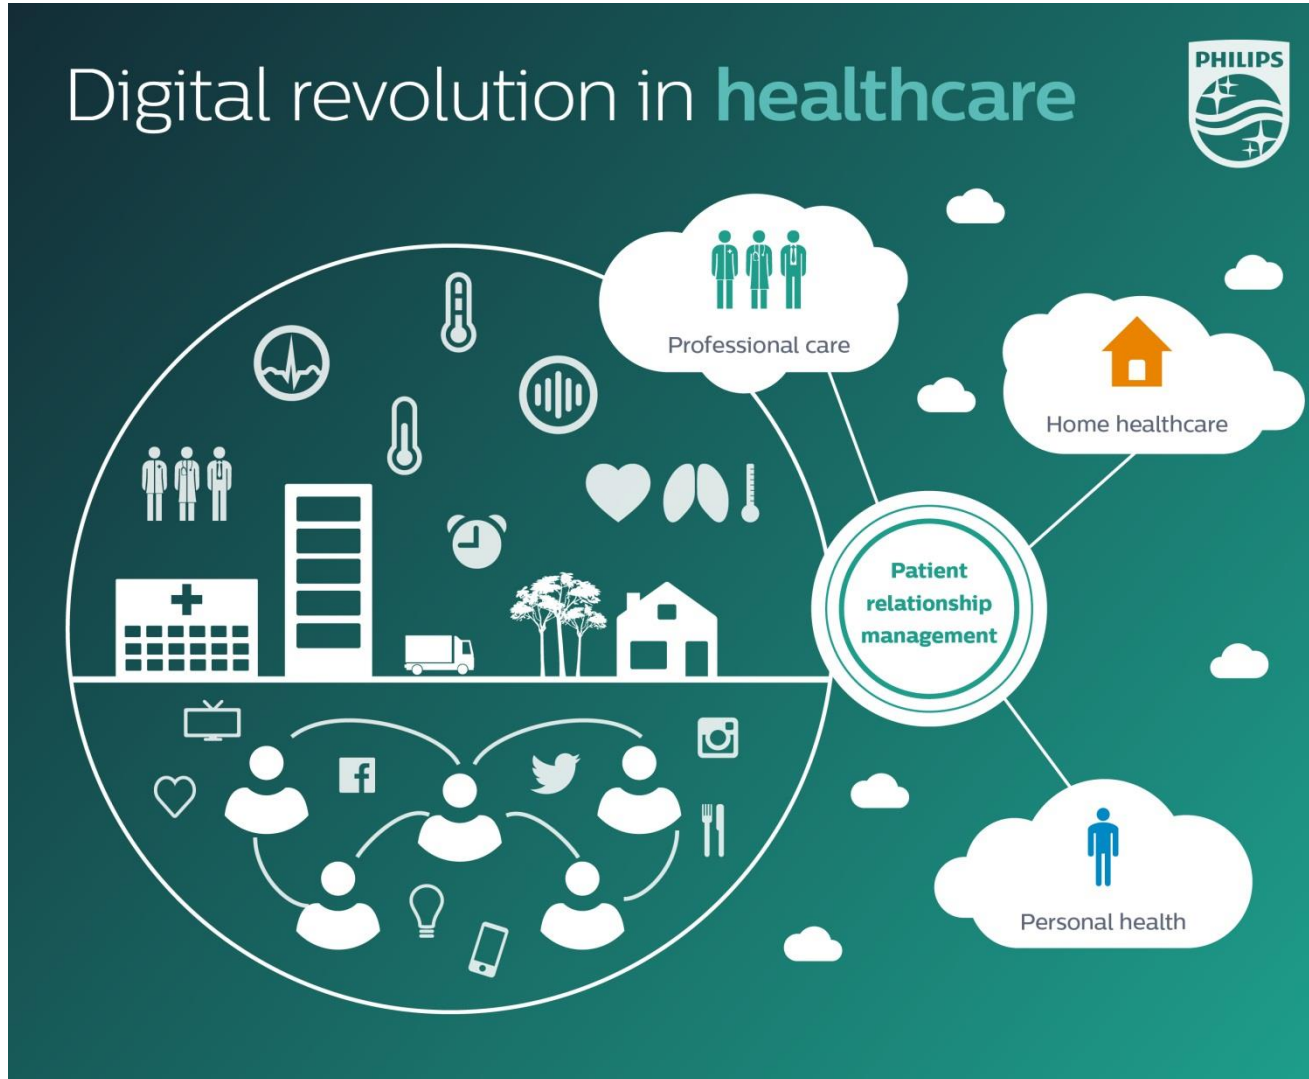 Digital revolution in healthcare
PHILIPS
Professional care
Home healthcare
Patient
relationship
management
Personal health